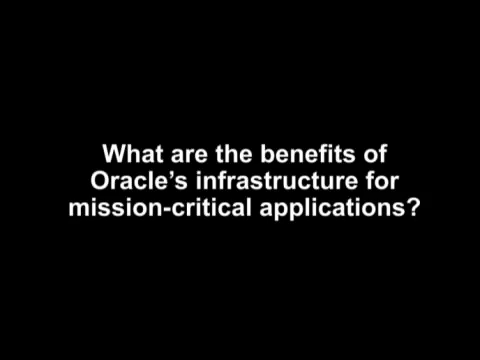 What are the benefits of
Oracle’s infrastructure for
mission-critical applications?